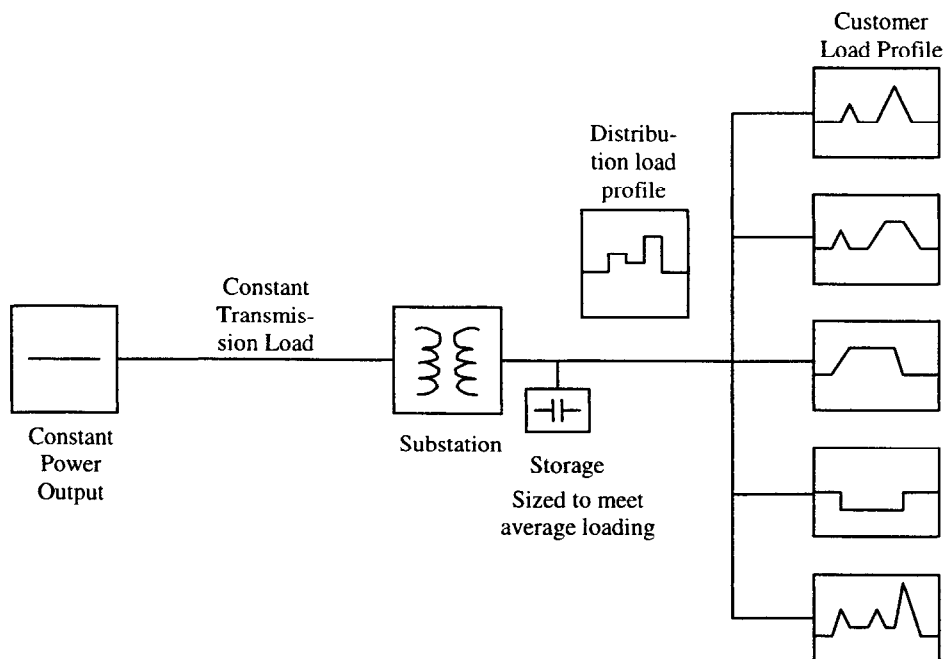 Customer
Load Profile
Distribu-
tion load
profile
Constant
Transmis-
sion Load
Constant
Power
Output
Substation
Storage
Sized to meet
average loading